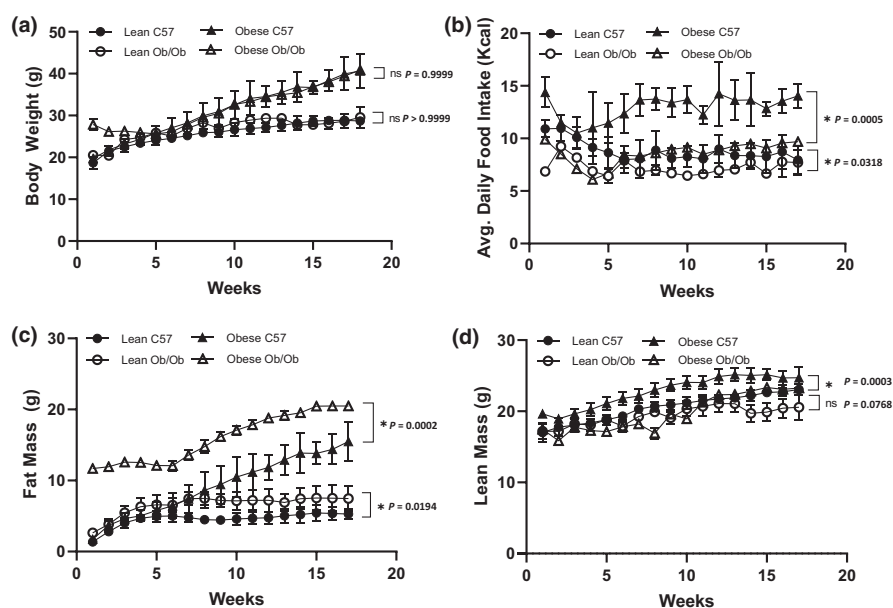 (a)
Lean C57
Obese C57
Lean Ob/Ob
Obese Ob/Ob
Body Weight (g)
50
40
30
20
10
0
ns P = 0.9999
ns P > 0.9999
0 5 10 15 20
Weeks
(b)
Lean C57
Obese C57
Lean Ob/Ob
Obese Ob/Ob
Avg. Daily Food Intake (Kcal)
20
15
10
5
0
* P = 0.0005
* P = 0.0318
0 5 10 15 20
Weeks
(c)
Lean C57
Obese C57
Lean Ob/Ob
Obese Ob/Ob
Fat Mass (g)
30
20
10
0
* P = 0.0002
* P = 0.0194
0 5 10 15 20
Weeks
(d)
Lean C57
Obese C57
Lean Ob/Ob
Obese Ob/Ob
Lean Mass (g)
30
20
10
0
* P = 0.0003
ns P = 0.0768
0 5 10 15 20
Weeks